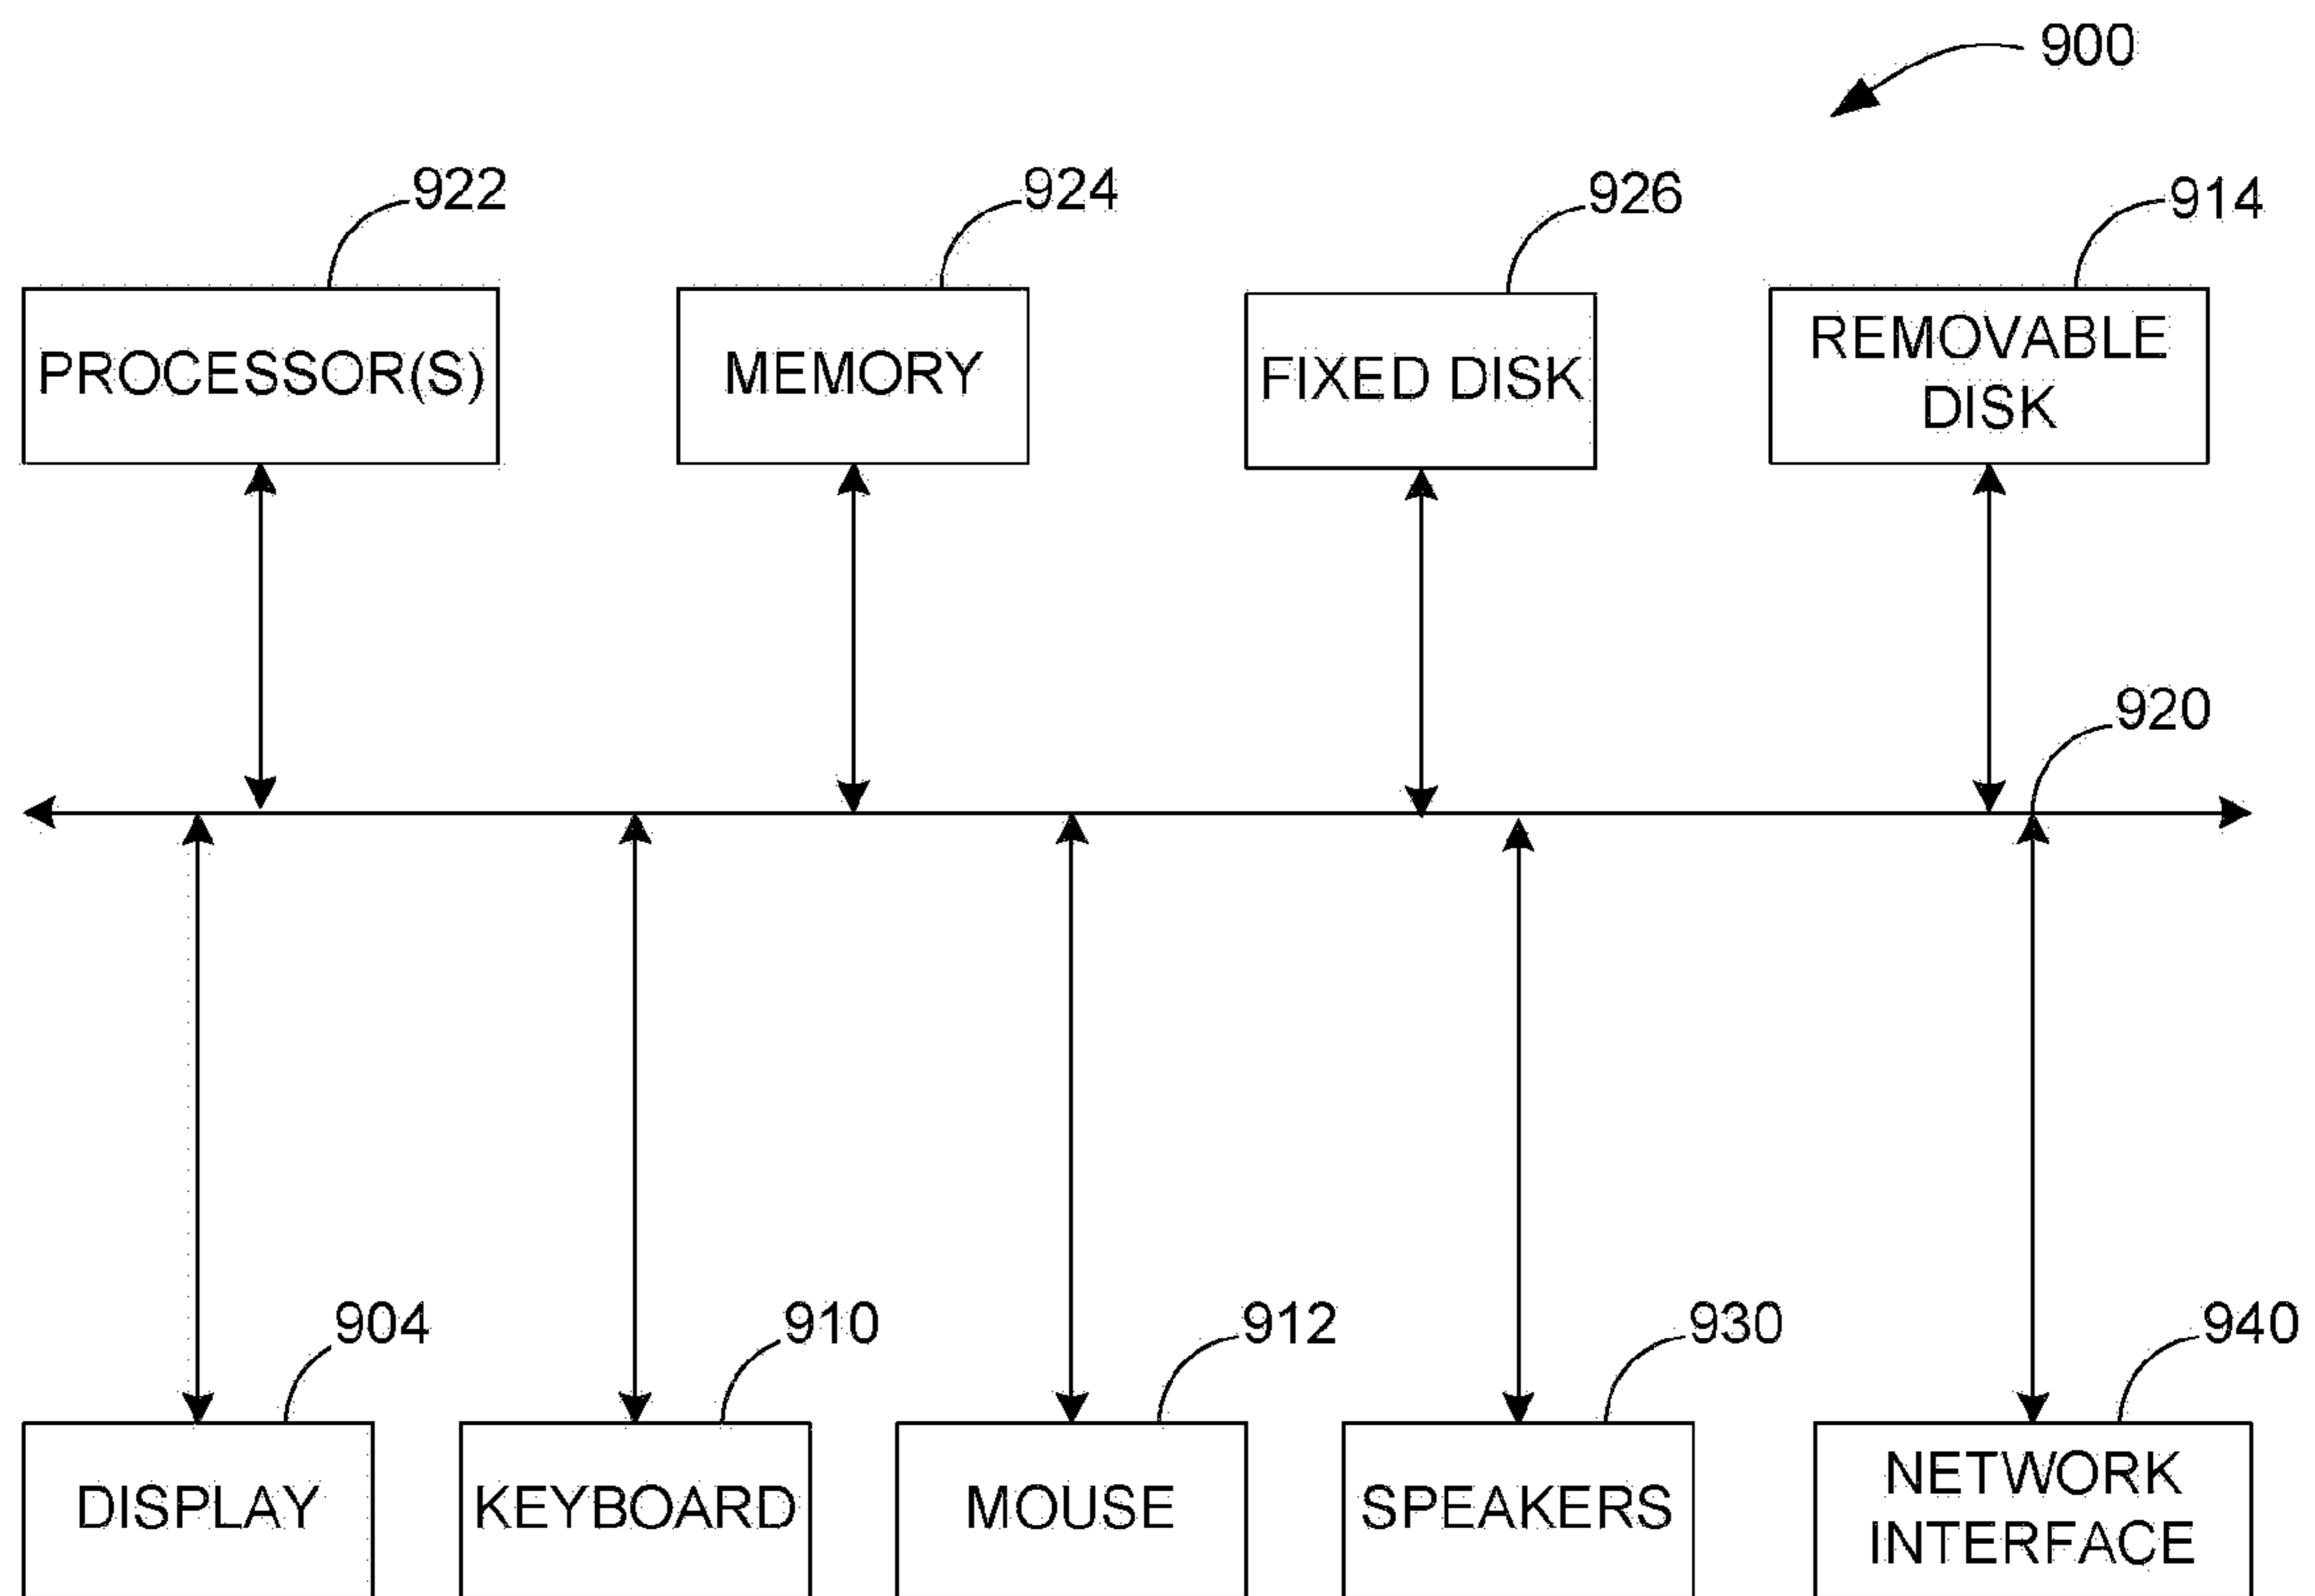 900
922
924
926
914
PROCESSOR(S)
MEMORY
FIXED DISK
REMOVABLE
DISK
920
904
910
912
930
940
DISPLAY
KEYBOARD
MOUSE
SPEAKERS
NETWORK
INTERFACE